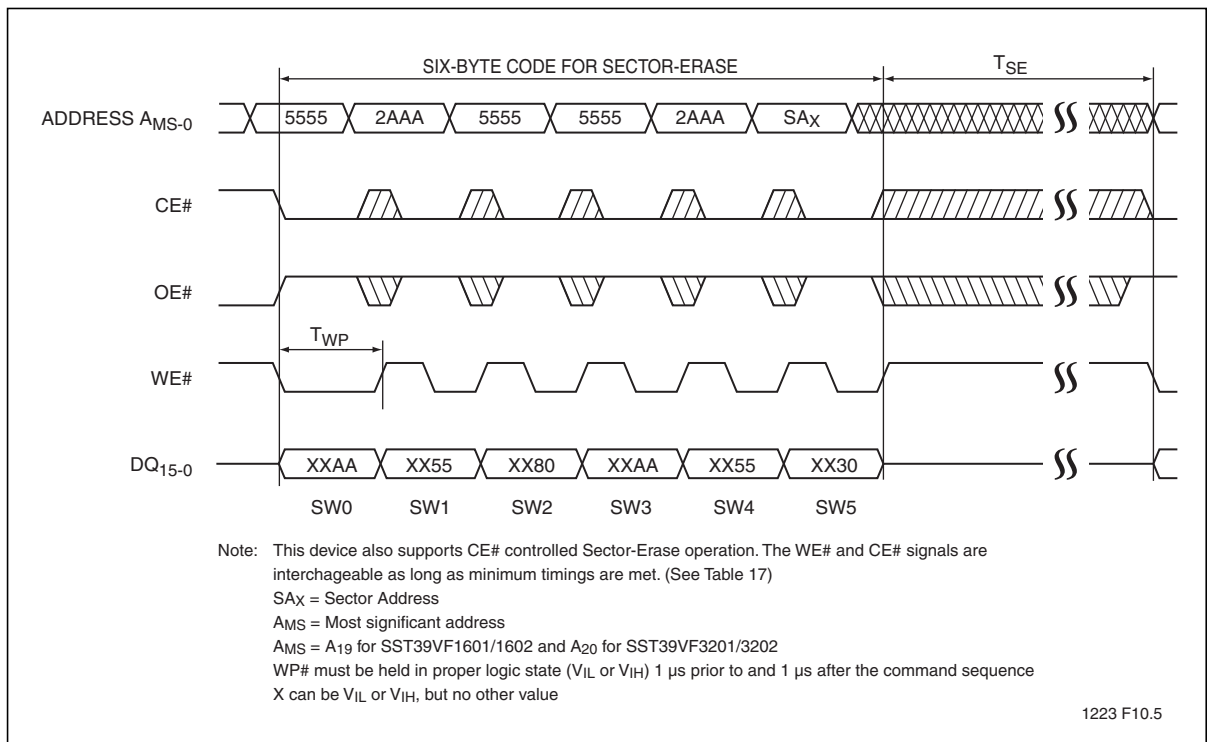 SIX-BYTE CODE FOR SECTOR-ERASE
TSE
ADDRESS AMS-0
5555 2AAA 5555 5555 2AAA SAX
CE#
OE#
TWP
WE#
DQ15-0
XXAA XX55 XX80 XXAA XX55 XX30
SW0 SW1 SW2 SW3 SW4 SW5
Note: This device also supports CE# controlled Sector-Erase operation. The WE# and CE# signals are
interchageable as long as minimum timings are met. (See Table 17)
SAX = Sector Address
AMS = Most significant address
AMS = A19 for SST39VF1601/1602 and A20 for SST39VF3201/3202
WP# must be held in proper logic state (VIL or VIH) 1 µs prior to and 1 µs after the command sequence
X can be VIL or VIH, but no other value
1223 F10.5